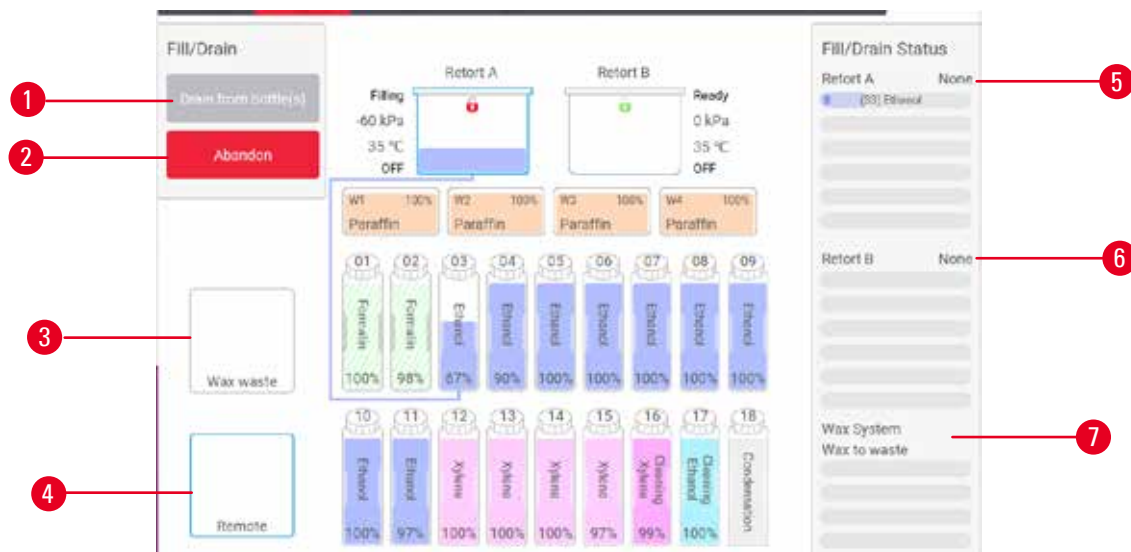 Fill/Drain
Drain from bottle(s)
Abandon
1
2
3
4
Wax waste
Remote
Retort A
Retort B
Filling
-60 kPa
35 °C
OFF
Ready
0 kPa
35 °C
OFF
W1 100%
Paraffin
W2 100%
Paraffin
W3 100%
Paraffin
W4 100%
Paraffin
01 02 03 04 05 06 07 08 09
Formalin Formalin Ethanol Ethanol Ethanol Ethanol Ethanol Ethanol Ethanol
100% 98% 67% 90% 100% 100% 100% 100% 100%
10 11 12 13 14 15 16 17 18
Ethanol Ethanol Xylene Xylene Xylene Xylene Cleaning Xylene Cleaning Ethanol Condensation
100% 97% 100% 100% 100% 97% 99% 100%
Fill/Drain Status
Retort A None
(S3) Ethanol
Retort B None
Wax System
Wax to waste
5
6
7